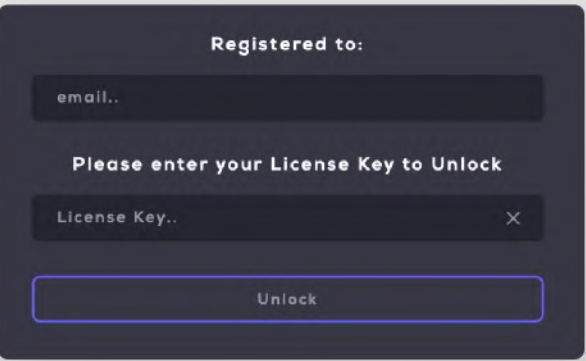 Registered to:
email..
Please enter your License Key to Unlock
License Key..
Unlock